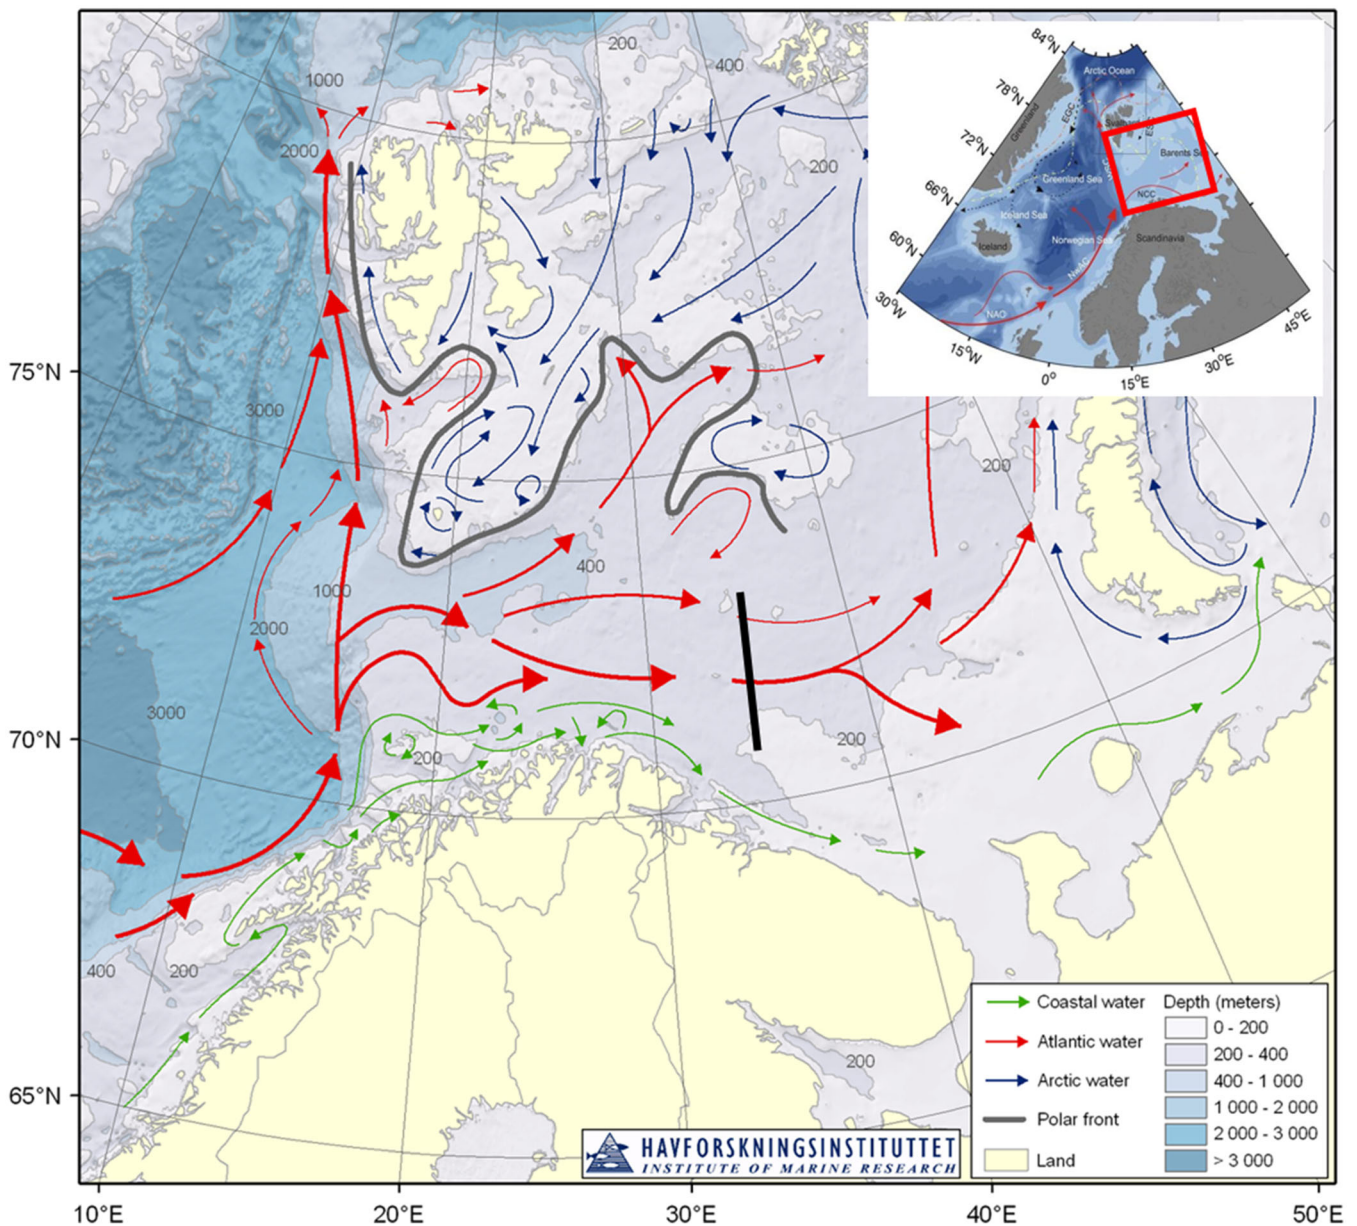 200
400
1000
2000
200
75°N
3000
200
400
1000
2000
3000
70°N
200
200
400
200
200
65°N
10°E
20°E
30°E
40°E
50°E
84°N
78°N
72°N
66°N
60°N
30°W
15°W
0°
15°E
30°E
45°E
Arctic Ocean
Greenland
EGC
Barents Se
Greenland Sea
NCC
Iceland Sea
Iceland
Norwegian Sea
Scandinavia
NwAC
NAO
Coastal water
Atlantic water
Arctic water
Polar front
Land
Depth (meters)
0 - 200
200 - 400
400 - 1 000
1 000 - 2 000
2 000 - 3 000
> 3 000
HAVFORSKNINGSINSTITUTTET
INSTITUTE OF MARINE RESEARCH